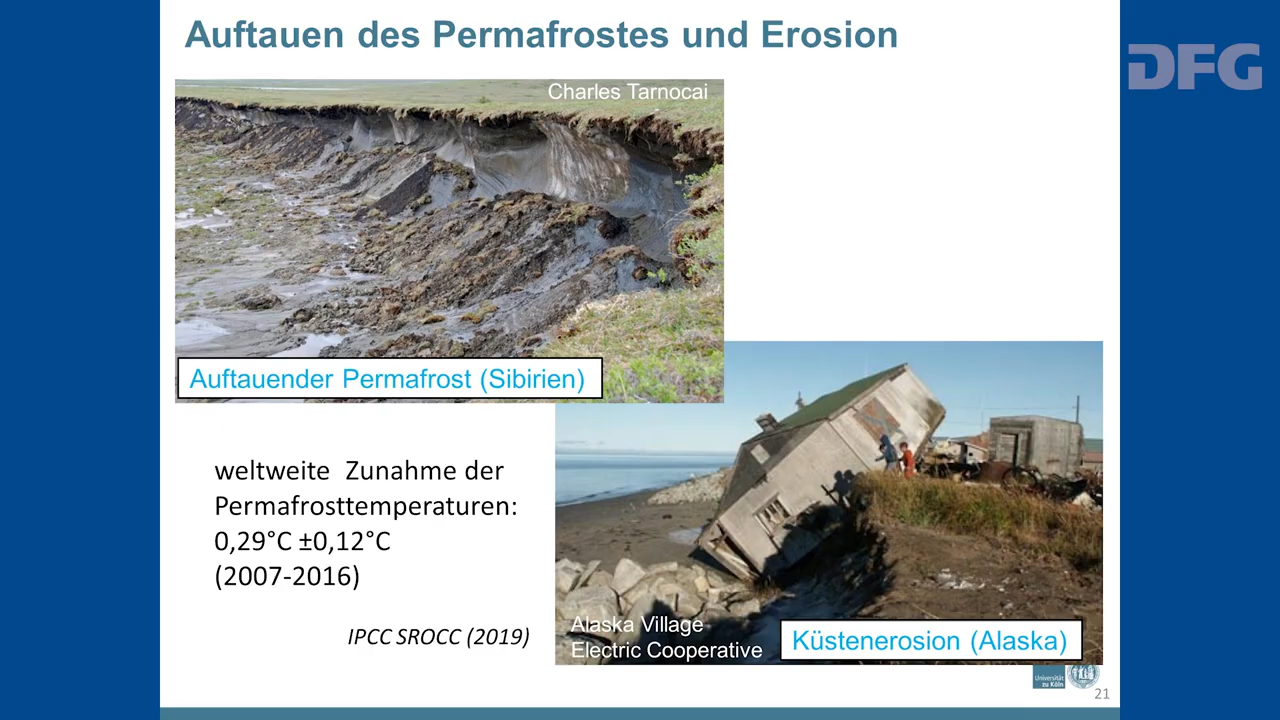 Auftauen des Permafrostes und Erosion
DFG
Charles Tarnocai
Auftauender Permafrost (Sibirien)
weltweite Zunahme der
Permafrosttemperaturen:
0,29°C ±0,12°C
(2007-2016)
IPCC SROCC (2019)
Alaska Village
Electric Cooperative
Küstenerosion (Alaska)
Universität
zu Köln
21